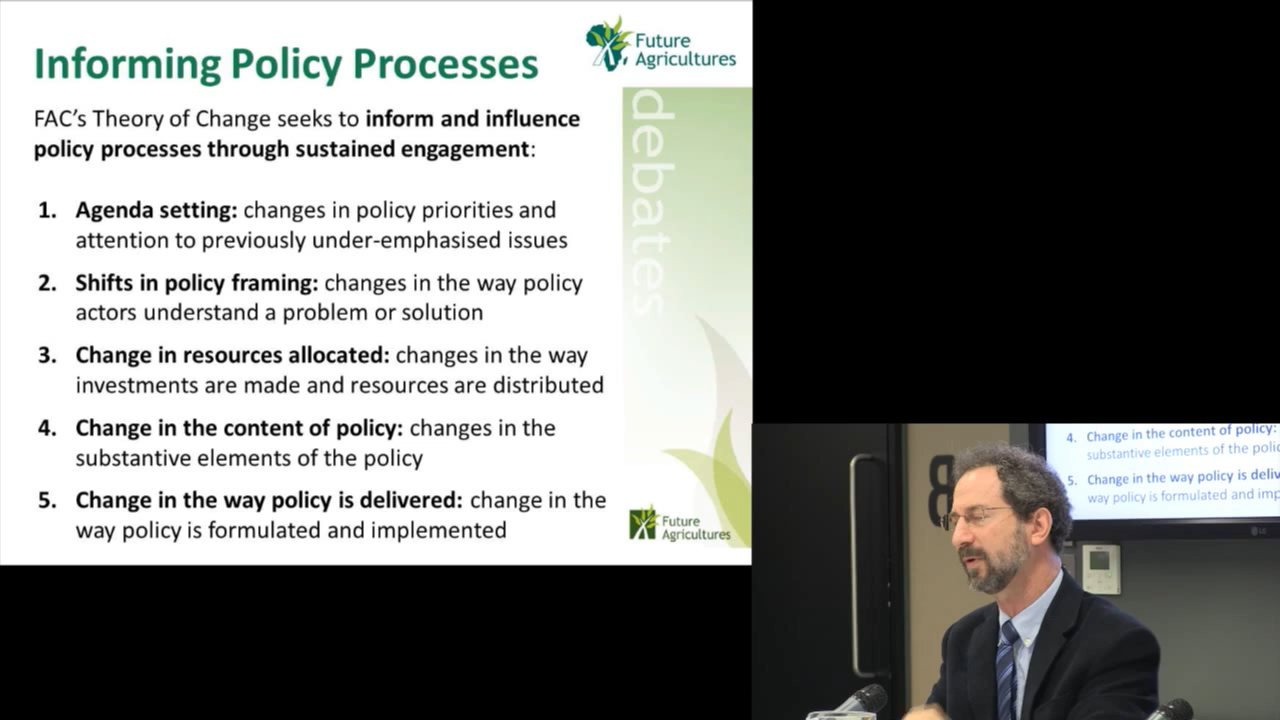 Informing Policy Processes
Future
Agricultures
FAC's Theory of Change seeks to inform and influence
policy processes through sustained engagement:
1. Agenda setting: changes in policy priorities and
attention to previously under-emphasised issues
2. Shifts in policy framing: changes in the way policy
actors understand a problem or solution
3. Change in resources allocated: changes in the way
investments are made and resources are distributed
4. Change in the content of policy: changes in the
substantive elements of the policy
5. Change in the way policy is delivered: change in the
way policy is formulated and implemented
debates
Future
Agricultures
4. Change in the content of policy:
substantive elements of the
5. Change in the way policy is
way policy is formulated and
LG